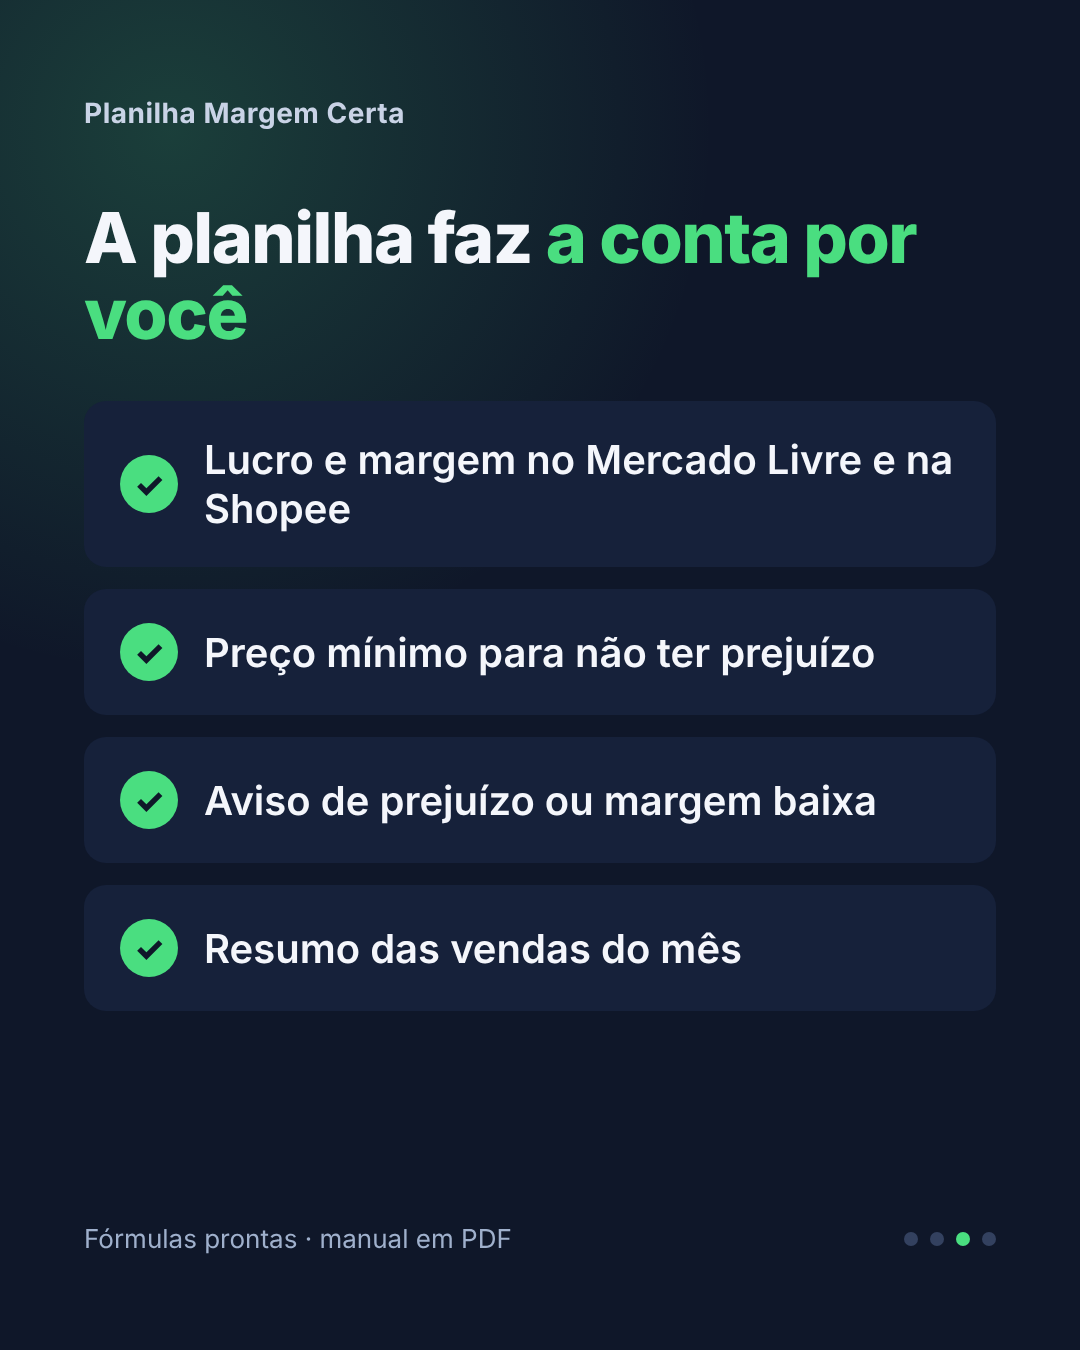 Planilha Margem Certa
A planilha faz a conta por
você
Lucro e margem no Mercado Livre e na
Shopee
Preço mínimo para não ter prejuízo
Aviso de prejuízo ou margem baixa
Resumo das vendas do mês
Fórmulas prontas · manual em PDF